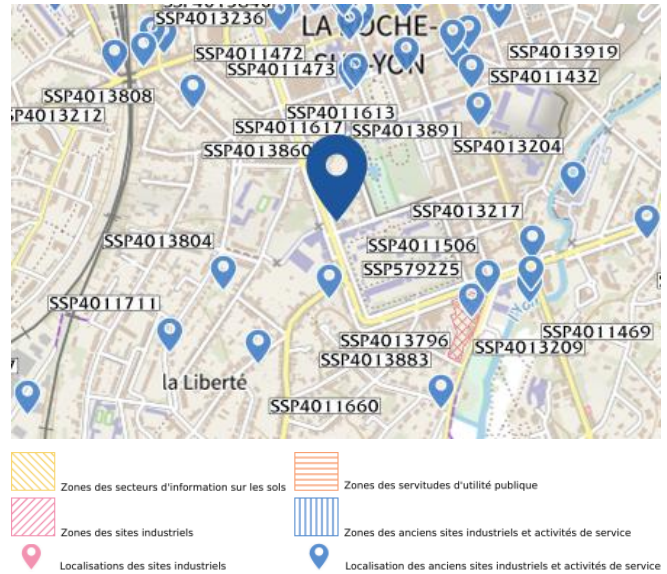 SSP4013236
LA ROCHE-
SUR-YON
SSP4011472
SSP4013919
SSP4011473
SSP4011432
SSP4013808
SSP4011613
SSP4011617
SSP4013891
SSP4013860
SSP4013204
SSP4013217
SSP4013804
SSP4011506
SSP579225
SSP4011711
SSP4013796
SSP4011469
SSP4013883
SSP4013209
la Liberté
SSP4011660
Zones des secteurs d'information sur les sols
Zones des servitudes d'utilité publique
Zones des sites industriels
Zones des anciens sites industriels et activités de service
Localisations des sites industriels
Localisation des anciens sites industriels et activités de service